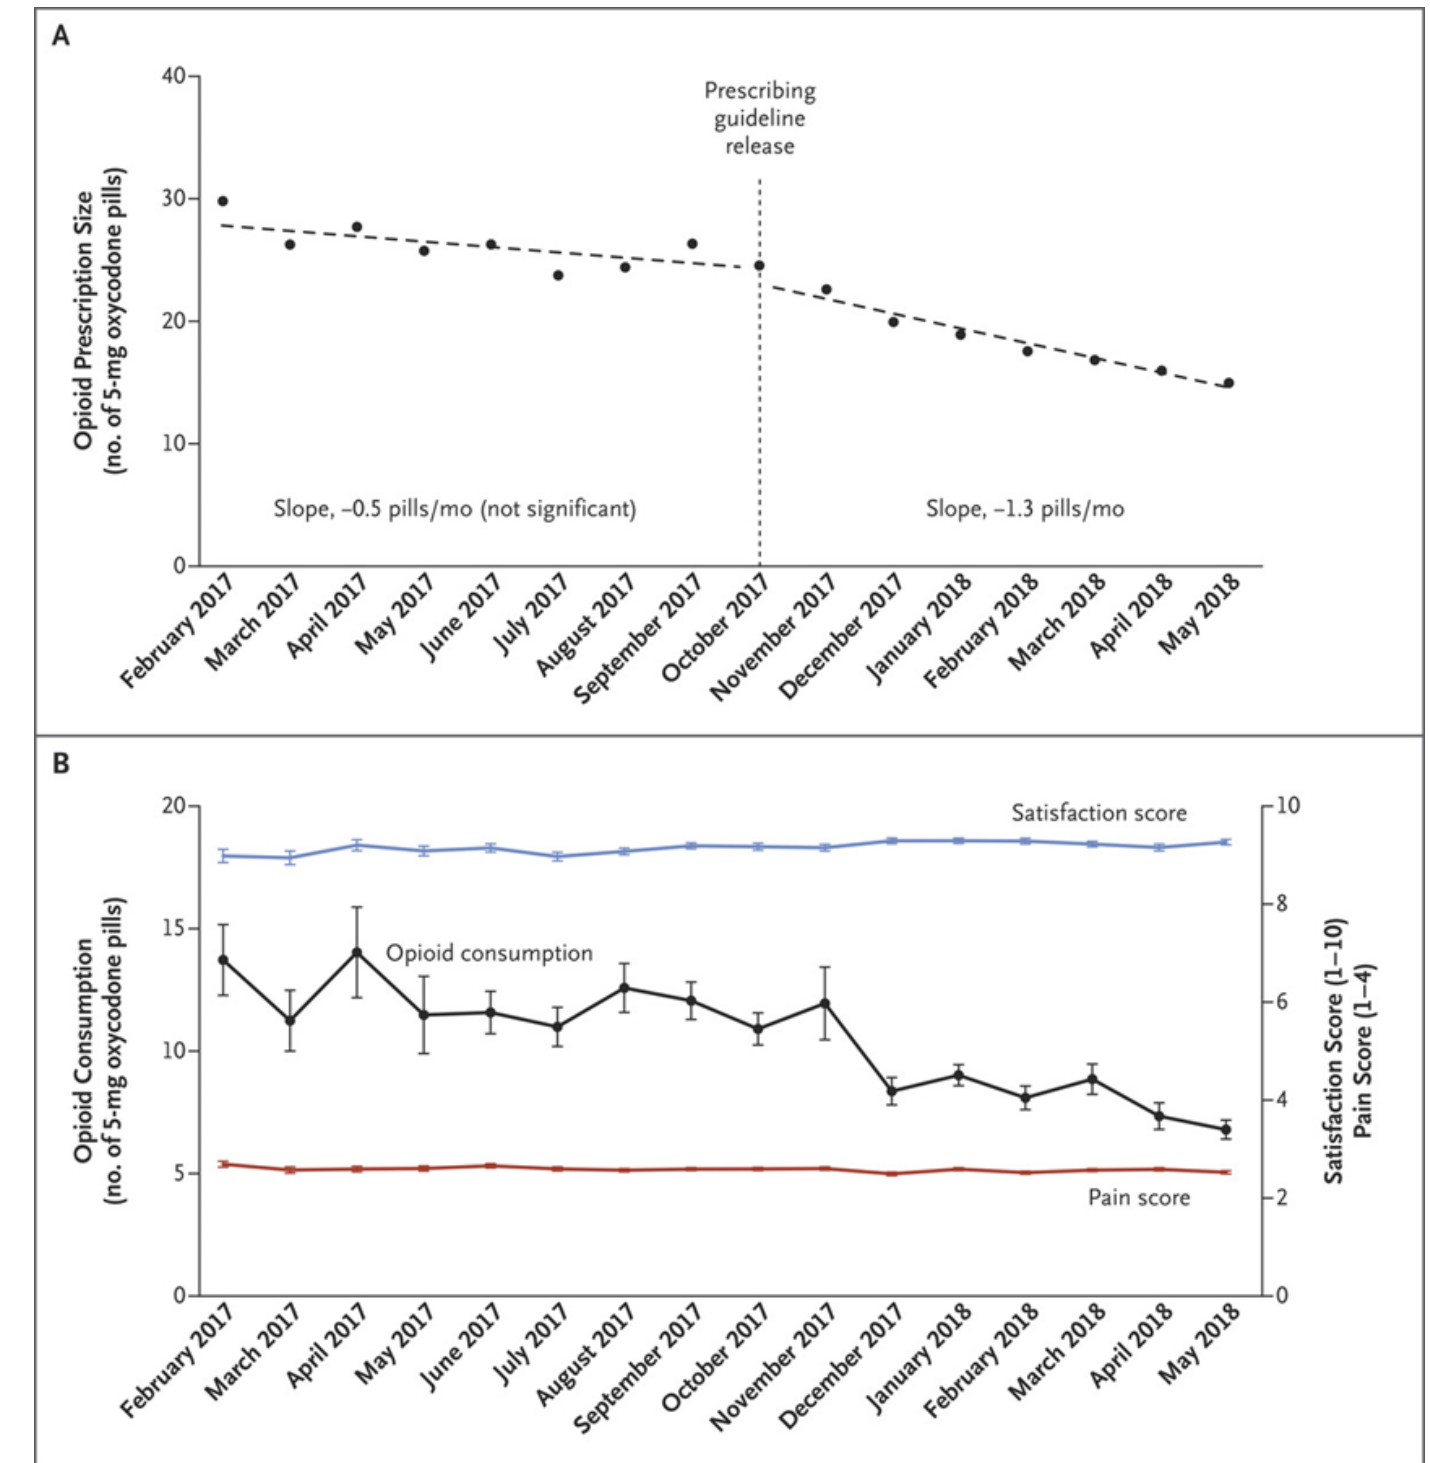 A
40
30
20
10
0
Opioid Prescription Size
(no. of 5-mg oxycodone pills)
Prescribing
guideline
release
Slope, –0.5 pills/mo (not significant)
Slope, –1.3 pills/mo
February 2017
March 2017
April 2017
May 2017
June 2017
July 2017
August 2017
September 2017
October 2017
November 2017
December 2017
January 2018
February 2018
March 2018
April 2018
May 2018
B
20
15
10
5
0
Opioid Consumption
(no. of 5-mg oxycodone pills)
Satisfaction score
Opioid consumption
Pain score
10
8
6
4
2
0
Satisfaction Score (1–10)
Pain Score (1–4)
February 2017
March 2017
April 2017
May 2017
June 2017
July 2017
August 2017
September 2017
October 2017
November 2017
December 2017
January 2018
February 2018
March 2018
April 2018
May 2018